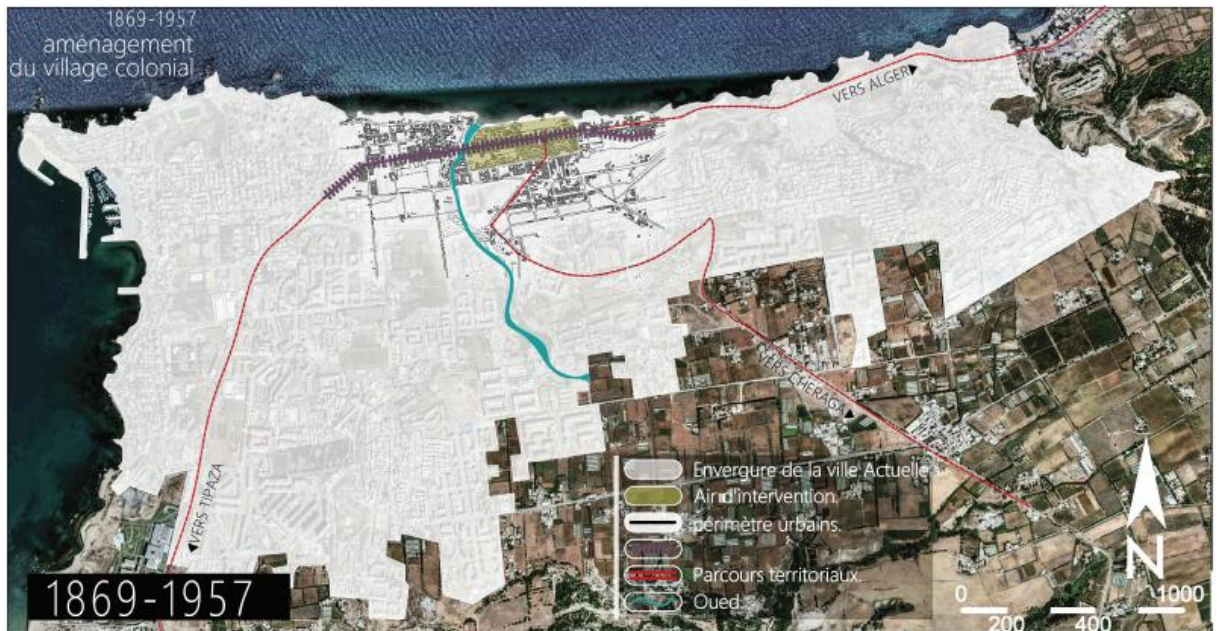 1869-1957
aménagement
du village colonial
VERS ALGER
VERS CHERAGA
VERS TIPAZA
Envergure de la ville Actuelle
Air d'intervention.
périmètre urbains.
Parcours territoriaux.
Oued
1869-1957
N
0 1000
200 400